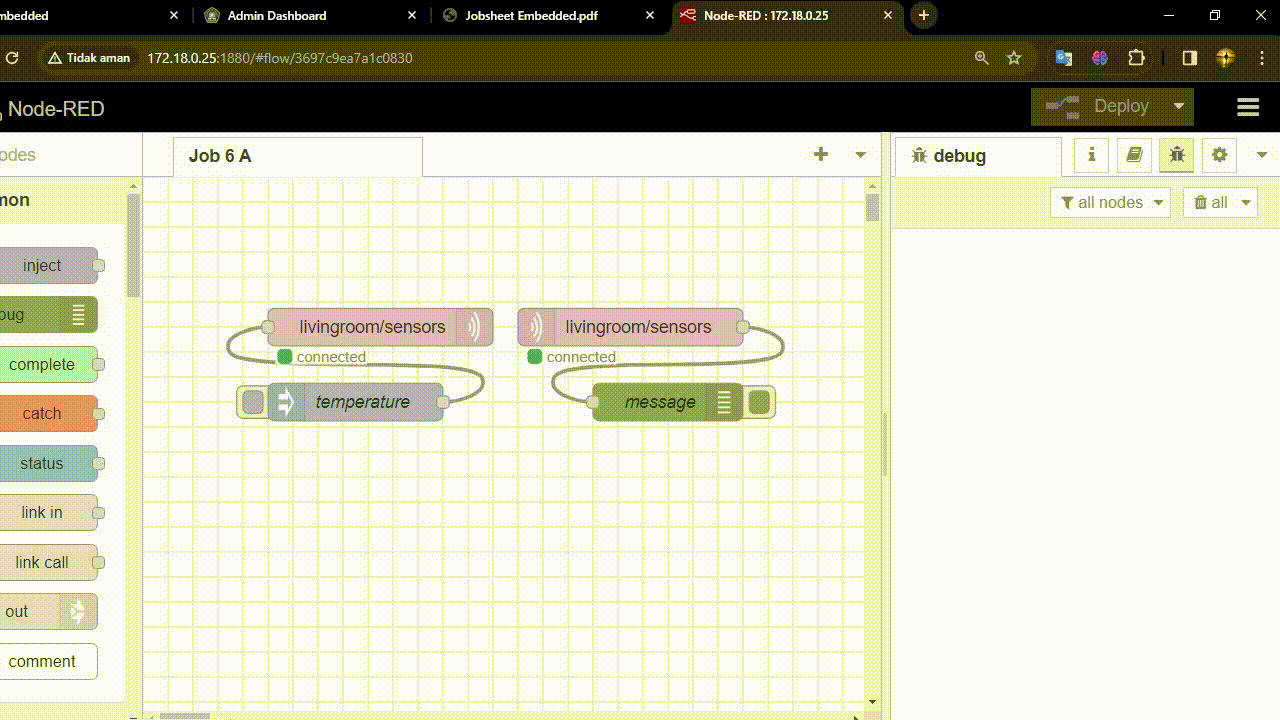 mbedded
Admin Dashboard
Jobsheet Embedded.pdf
Node-RED : 172.18.0.25
Tidak aman
172.18.0.25:1880/#flow/3697c9ea7a1c0830
Node-RED
Deploy
odes
Job 6 A
debug
mon
all nodes
all
inject
bug
complete
catch
status
link in
link call
out
comment
livingroom/sensors
connected
temperature
livingroom/sensors
connected
message